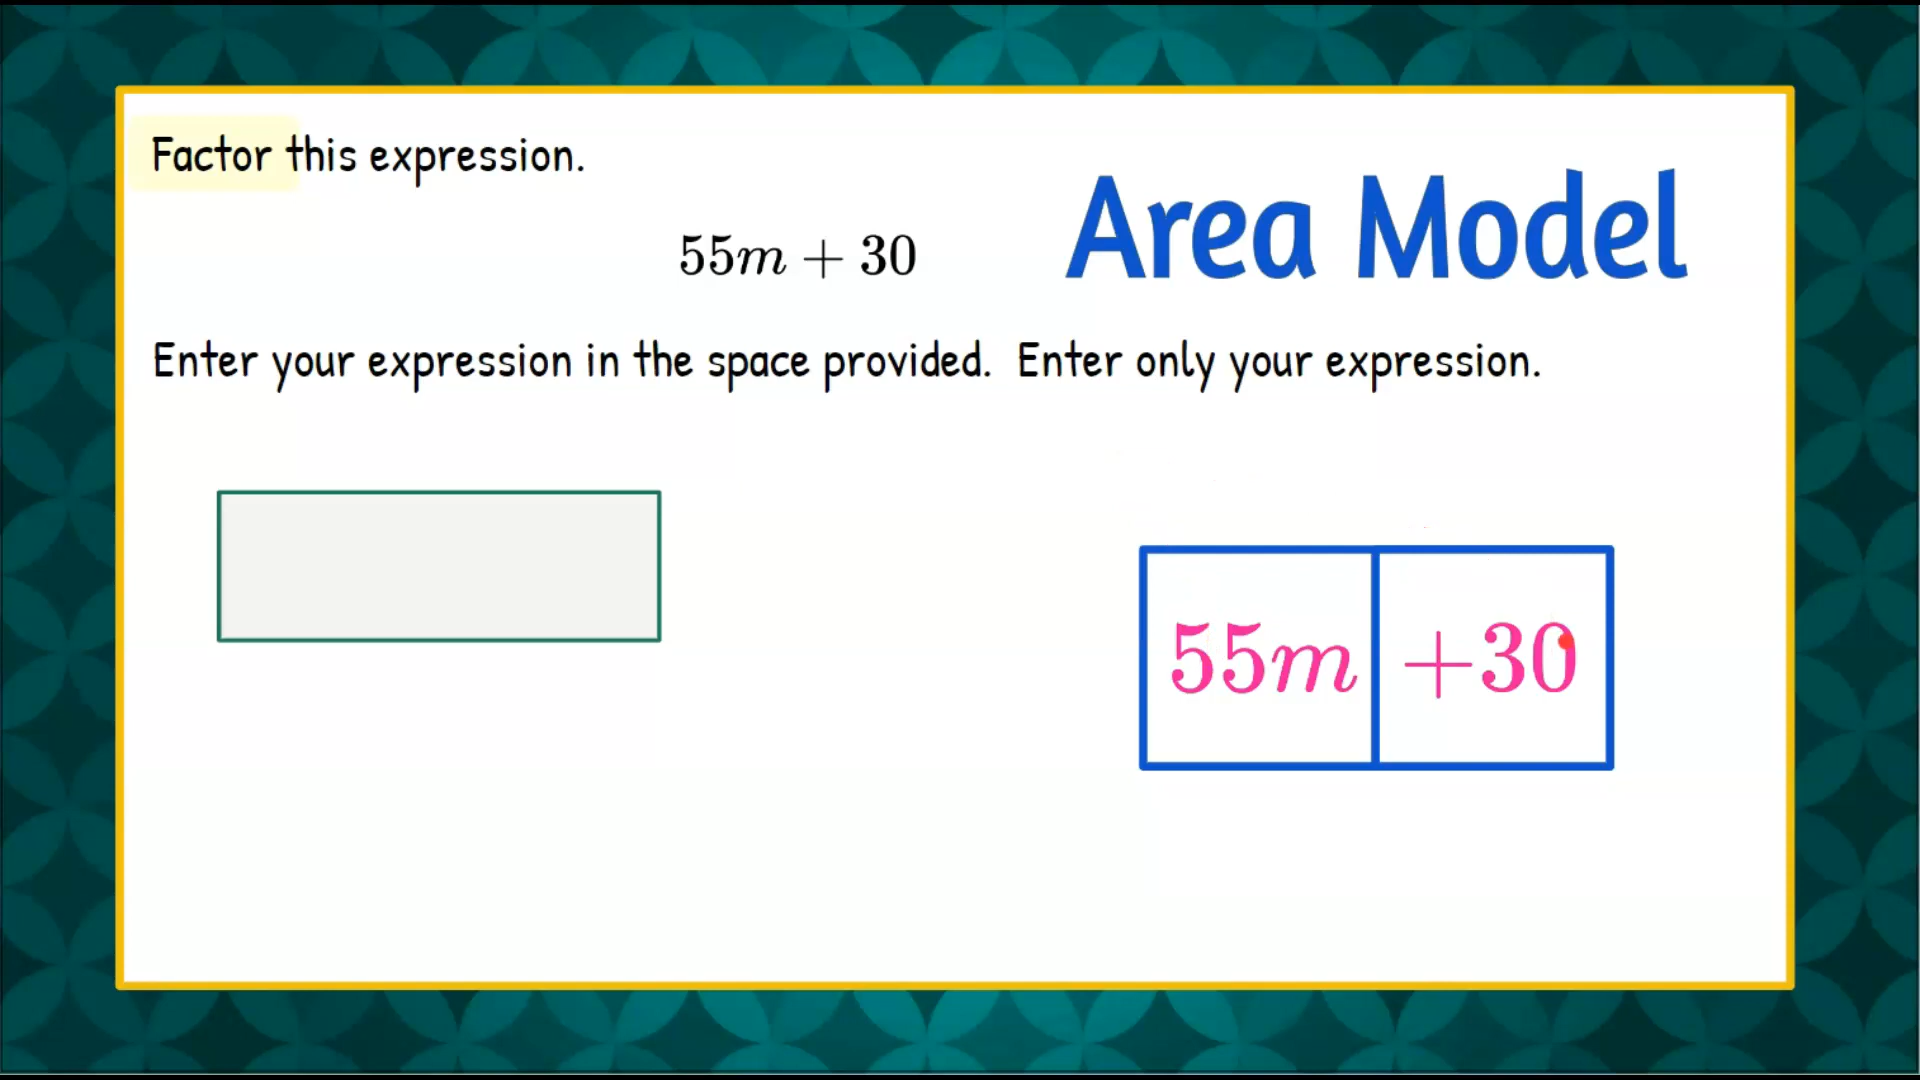 Factor this expression.
Area Model
55m + 30
Enter your expression in the space provided. Enter only your expression.
55m +30